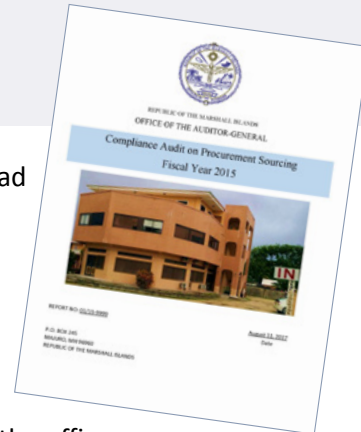 REPUBLIC OF THE MARSHALL ISLANDS
OFFICE OF THE AUDITOR-GENERAL
Compliance Audit on Procurement Sourcing
Fiscal Year 2015
ad
IN
REPORT NO:
August 11, 2017
Date
P.O. BOX 245
MAJURO, MH 96960
REPUBLIC OF THE MARSHALL ISLANDS